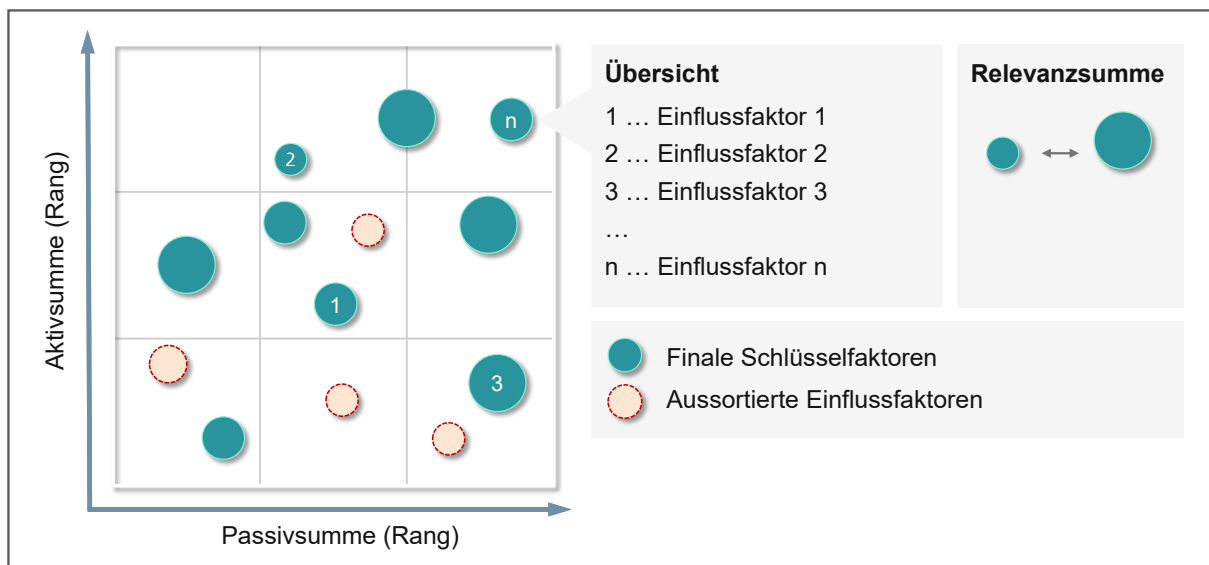 Aktivsumme (Rang)
n
2
1
3
Passivsumme (Rang)
Übersicht
1 … Einflussfaktor 1
2 … Einflussfaktor 2
3 … Einflussfaktor 3
…
n … Einflussfaktor n
Relevanzsumme
Finale Schlüsselfaktoren
Aussortierte Einflussfaktoren